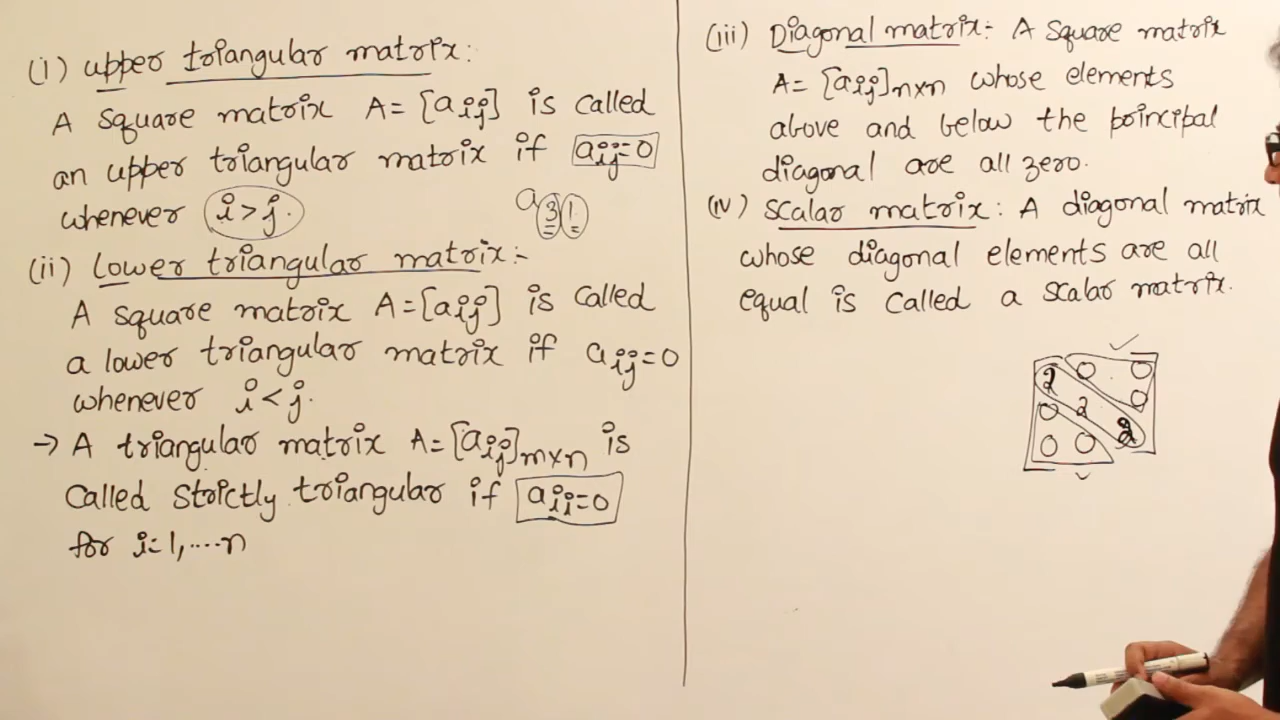 (i) upper triangular matrix:
A square matrix A = [aij] is called
an upper triangular matrix if aij=0
whenever i>j.
a31
(ii) Lower triangular matrix:-
A square matrix A=[aij] is called
a lower triangular matrix if aij=0
whenever i<j.
→ A triangular matrix A=[aij]m×n is
called strictly triangular if aii=0
for i=1,....n
(iii) Diagonal matrix:- A square matrix
A= [aij]n×n whose elements
above and below the principal
diagonal are all zero.
(iv) scalar matrix: A diagonal matrix
whose diagonal elements are all
equal is called a scalar matrix.
2 0 0
0 2 0
0 0 2